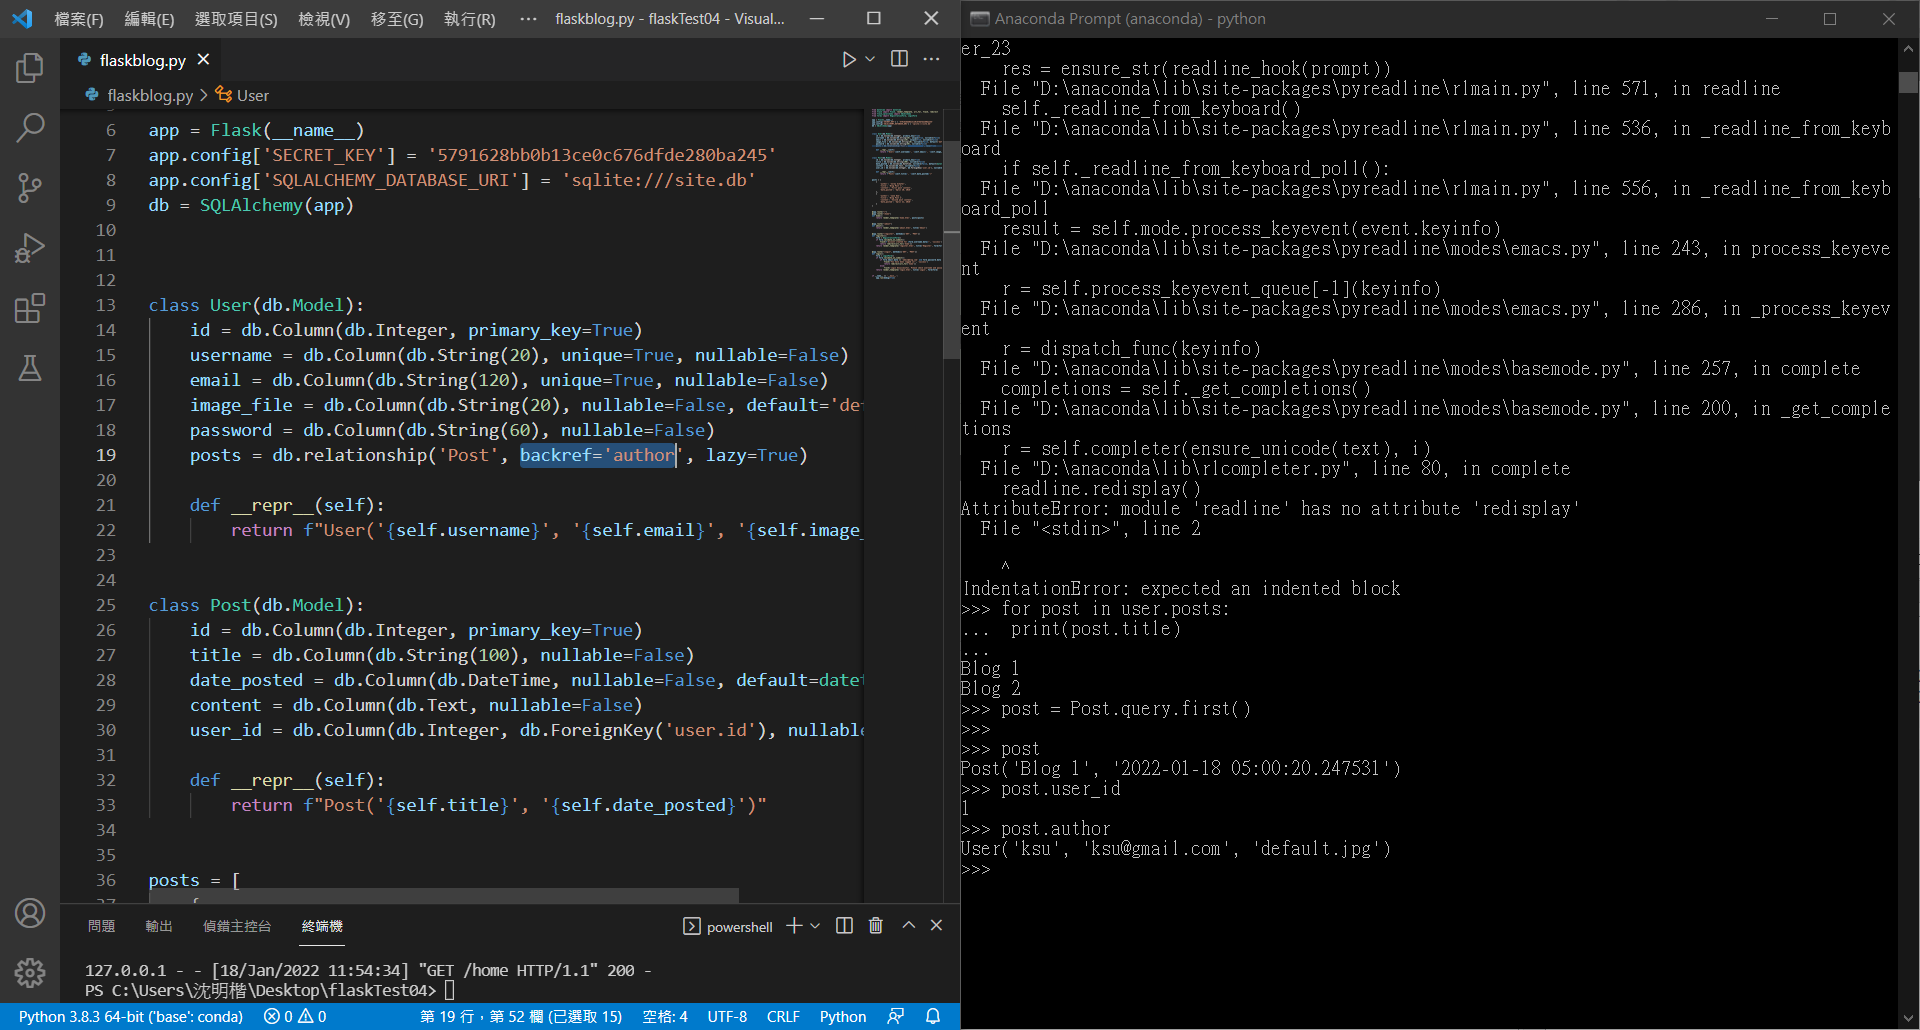 檔案(F) 編輯(E) 選取項目(S) 檢視(V) 移至(G) 執行(R) ··· flaskblog.py - flaskTest04 - Visual...
flaskblog.py
flaskblog.py > User
6 app = Flask(__name__)
7 app.config['SECRET_KEY'] = '5791628bb0b13ce0c676dfde280ba245'
8 app.config['SQLALCHEMY_DATABASE_URI'] = 'sqlite:///site.db'
9 db = SQLAlchemy(app)
10
11
12
13 class User(db.Model):
14 id = db.Column(db.Integer, primary_key=True)
15 username = db.Column(db.String(20), unique=True, nullable=False)
16 email = db.Column(db.String(120), unique=True, nullable=False)
17 image_file = db.Column(db.String(20), nullable=False, default='de
18 password = db.Column(db.String(60), nullable=False)
19 posts = db.relationship('Post', backref='author', lazy=True)
20
21 def __repr__(self):
22 return f"User('{self.username}', '{self.email}', '{self.image_
23
24
25 class Post(db.Model):
26 id = db.Column(db.Integer, primary_key=True)
27 title = db.Column(db.String(100), nullable=False)
28 date_posted = db.Column(db.DateTime, nullable=False, default=date
29 content = db.Column(db.Text, nullable=False)
30 user_id = db.Column(db.Integer, db.ForeignKey('user.id'), nullabl
31
32 def __repr__(self):
33 return f"Post('{self.title}', '{self.date_posted}')"
34
35
36 posts = [
37 {
問題 輸出 偵錯主控台 終端機 powershell
127.0.0.1 - - [18/Jan/2022 11:54:34] "GET /home HTTP/1.1" 200 -
PS C:\Users\沈明楷\Desktop\flaskTest04>
Python 3.8.3 64-bit ('base': conda) 0 0 第 19 行，第 52 欄 (已選取 15) 空格: 4 UTF-8 CRLF Python
Anaconda Prompt (anaconda) - python
er_23
res = ensure_str(readline_hook(prompt))
File "D:\anaconda\lib\site-packages\pyreadline\rlmain.py", line 571, in readline
self._readline_from_keyboard()
File "D:\anaconda\lib\site-packages\pyreadline\rlmain.py", line 536, in _readline_from_keyb
oard
if self._readline_from_keyboard_poll():
File "D:\anaconda\lib\site-packages\pyreadline\rlmain.py", line 556, in _readline_from_keyb
oard_poll
result = self.mode.process_keyevent(event.keyinfo)
File "D:\anaconda\lib\site-packages\pyreadline\modes\emacs.py", line 243, in process_keyeve
nt
r = self.process_keyevent_queue[-1](keyinfo)
File "D:\anaconda\lib\site-packages\pyreadline\modes\emacs.py", line 286, in _process_keyev
ent
r = dispatch_func(keyinfo)
File "D:\anaconda\lib\site-packages\pyreadline\modes\basemode.py", line 257, in complete
completions = self._get_completions()
File "D:\anaconda\lib\site-packages\pyreadline\modes\basemode.py", line 200, in _get_comple
tions
r = self.completer(ensure_unicode(text), i)
File "D:\anaconda\lib\rlcompleter.py", line 80, in complete
readline.redisplay()
AttributeError: module 'readline' has no attribute 'redisplay'
File "<stdin>", line 2
^
IndentationError: expected an indented block
>>> for post in user.posts:
... print(post.title)
...
Blog 1
Blog 2
>>> post = Post.query.first()
>>>
>>> post
Post('Blog 1', '2022-01-18 05:00:20.247531')
>>> post.user_id
1
>>> post.author
User('ksu', 'ksu@gmail.com', 'default.jpg')
>>>